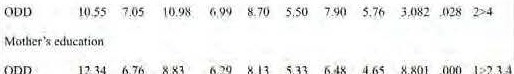 ODD 10.55 7.05 10.98 6.99 8.70 5.50 7.90 5.76 3.082 .028 2>4
Mother's education
ODD 12.34 6.76 8.83 6.29 8.13 5.33 6.48 4.65 8.801 .000 1>2,3,4